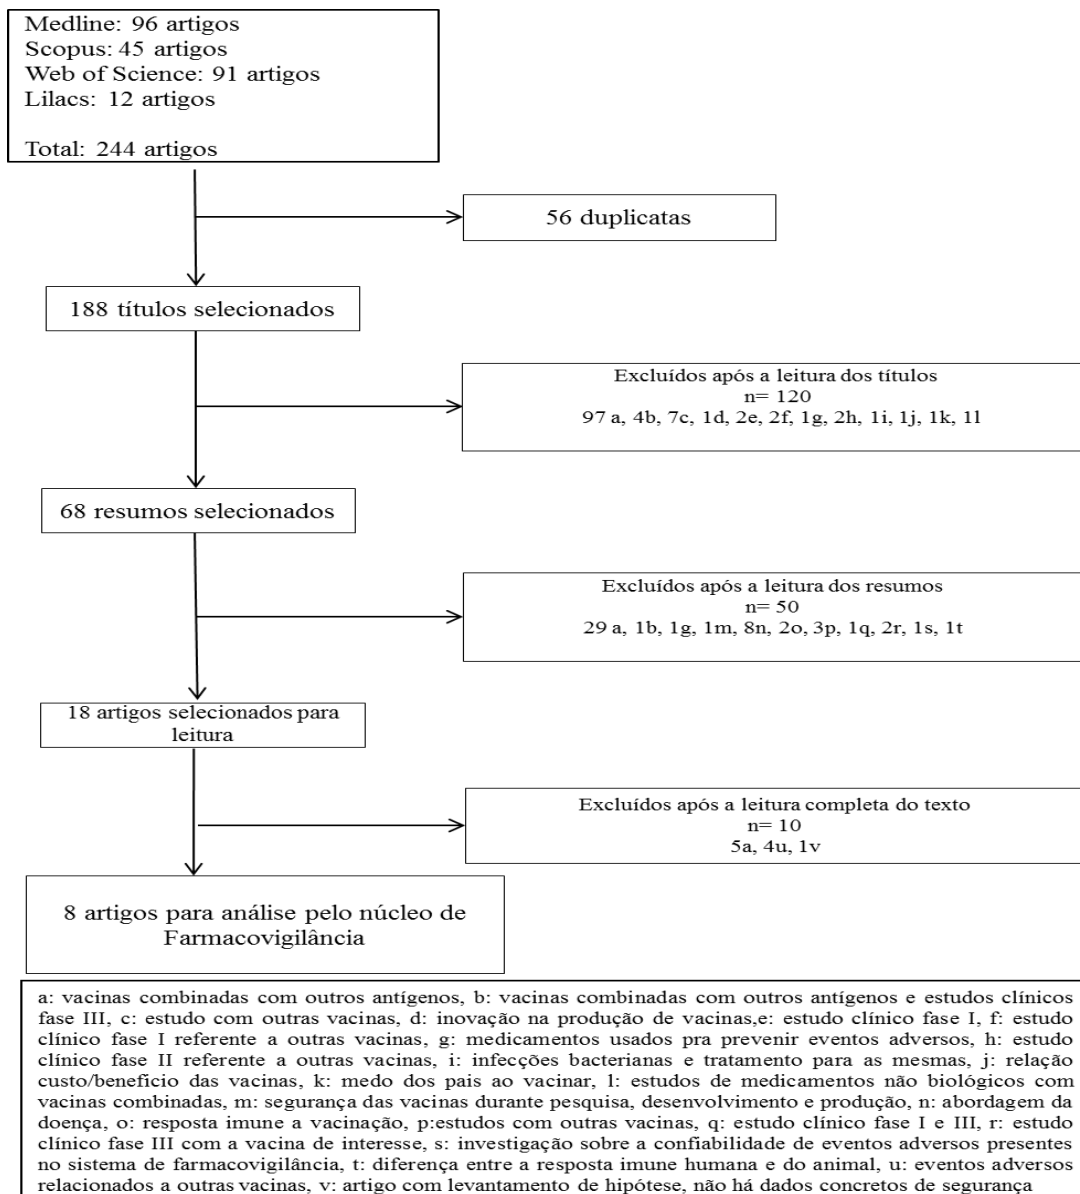 Medline: 96 artigos
Scopus: 45 artigos
Web of Science: 91 artigos
Lilacs: 12 artigos
Total: 244 artigos
56 duplicatas
188 títulos selecionados
Excluídos após a leitura dos títulos
n= 120
97 a, 4b, 7c, 1d, 2e, 2f, 1g, 2h, 1i, 1j, 1k, 1l
68 resumos selecionados
Excluídos após a leitura dos resumos
n= 50
29 a, 1b, 1g, 1m, 8n, 2o, 3p, 1q, 2r, 1s, 1t
18 artigos selecionados para
leitura
Excluídos após a leitura completa do texto
n= 10
5a, 4u, 1v
8 artigos para análise pelo núcleo de
Farmacovigilância
a: vacinas combinadas com outros antígenos, b: vacinas combinadas com outros antígenos e estudos clínicos
fase III, c: estudo com outras vacinas, d: inovação na produção de vacinas,e: estudo clínico fase I, f: estudo
clínico fase I referente a outras vacinas, g: medicamentos usados pra prevenir eventos adversos, h: estudo
clínico fase II referente a outras vacinas, i: infecções bacterianas e tratamento para as mesmas, j: relação
custo/beneficio das vacinas, k: medo dos pais ao vacinar, l: estudos de medicamentos não biológicos com
vacinas combinadas, m: segurança das vacinas durante pesquisa, desenvolvimento e produção, n: abordagem da
doença, o: resposta imune a vacinação, p:estudos com outras vacinas, q: estudo clínico fase I e III, r: estudo
clínico fase III com a vacina de interesse, s: investigação sobre a confiabilidade de eventos adversos presentes
no sistema de farmacovigilância, t: diferença entre a resposta imune humana e do animal, u: eventos adversos
relacionados a outras vacinas, v: artigo com levantamento de hipótese, não há dados concretos de segurança